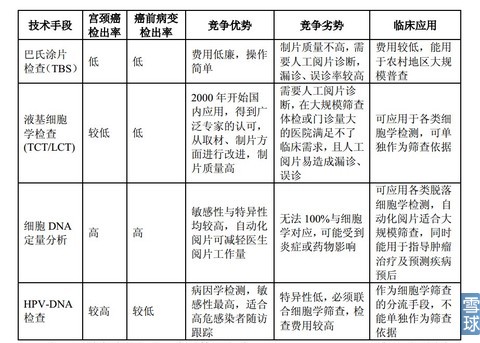 技术手段
宫颈癌
检出率
癌前病变
检出率
竞争优势
竞争劣势
临床应用
巴氏涂片
检查(TBS)
低
低
费用低廉，操作
简单
制片质量不高，需
要人工阅片诊断，
漏诊、误诊率较高
费用较低，能用
于农村地区大规
模普查
液基细胞
学检查
(TCT/LCT)
较低
低
2000 年开始国
内应用，得到广
泛专家的认可，
从取材、制片方
面进行改进，制
片质量高
需要人工阅片诊
断，在大规模筛查
体检或门诊量大
的医院满足不了
临床需求，且人工
阅片易造成漏诊、
误诊
可应用于各类细
胞学检测，可单
独作为筛查依据
细胞 DNA
定量分析
高
高
敏感性与特异性
均较高，自动化
阅片可减轻医生
阅片工作量
无法 100%与细胞
学对应，可能受到
炎症或药物影响
可应用各类脱落
细胞学检测，自
动化阅片适合大
规模筛查，同时
能用于指导肿瘤
治疗及预测疾病
预后
HPV-DNA
检查
较高
较低
病因学检测，敏
感性最高，适合
高危感染者随访
跟踪
特异性低，必须联
合细胞学筛查，检
查费用较高
作为细胞学筛查
的分流手段，不
能单独作为筛查
依据
雪球